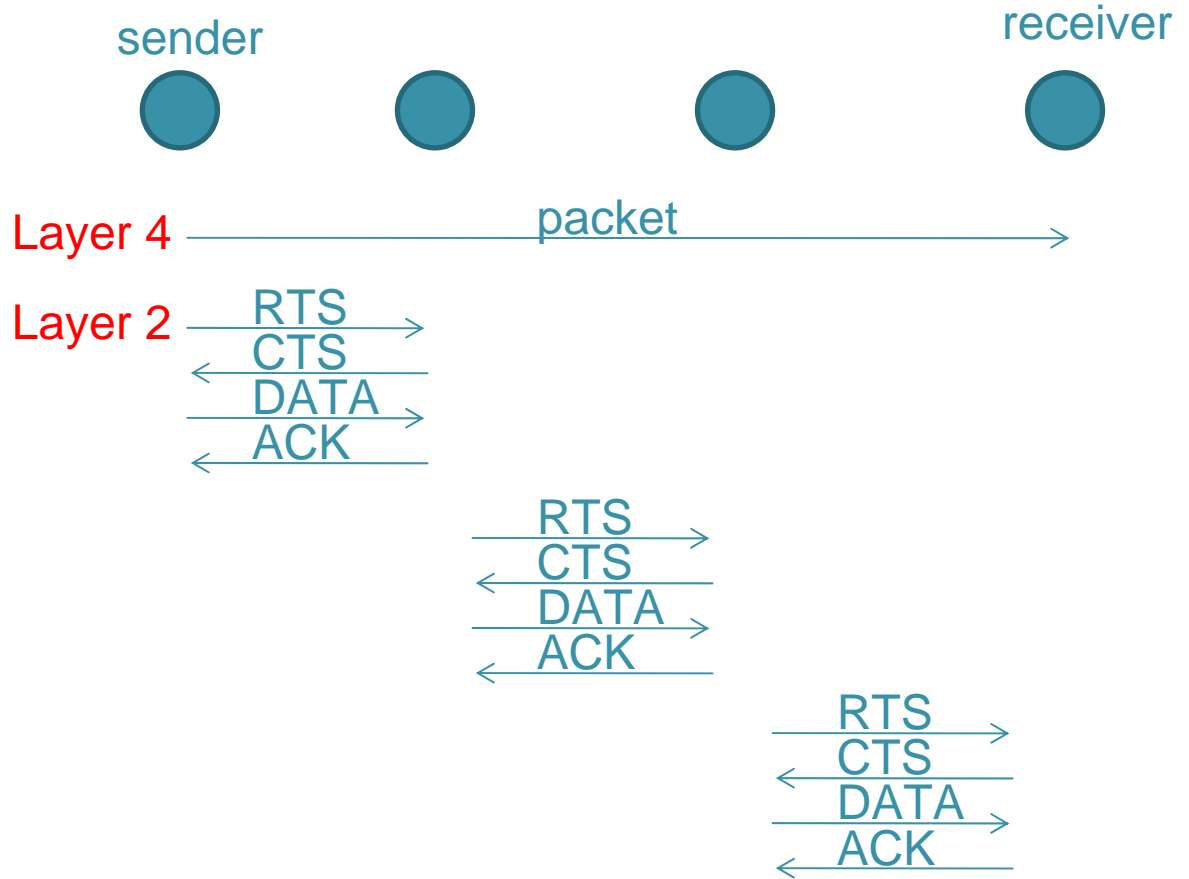 sender
receiver
Layer 4
packet
Layer 2
RTS
CTS
DATA
ACK
RTS
CTS
DATA
ACK
RTS
CTS
DATA
ACK